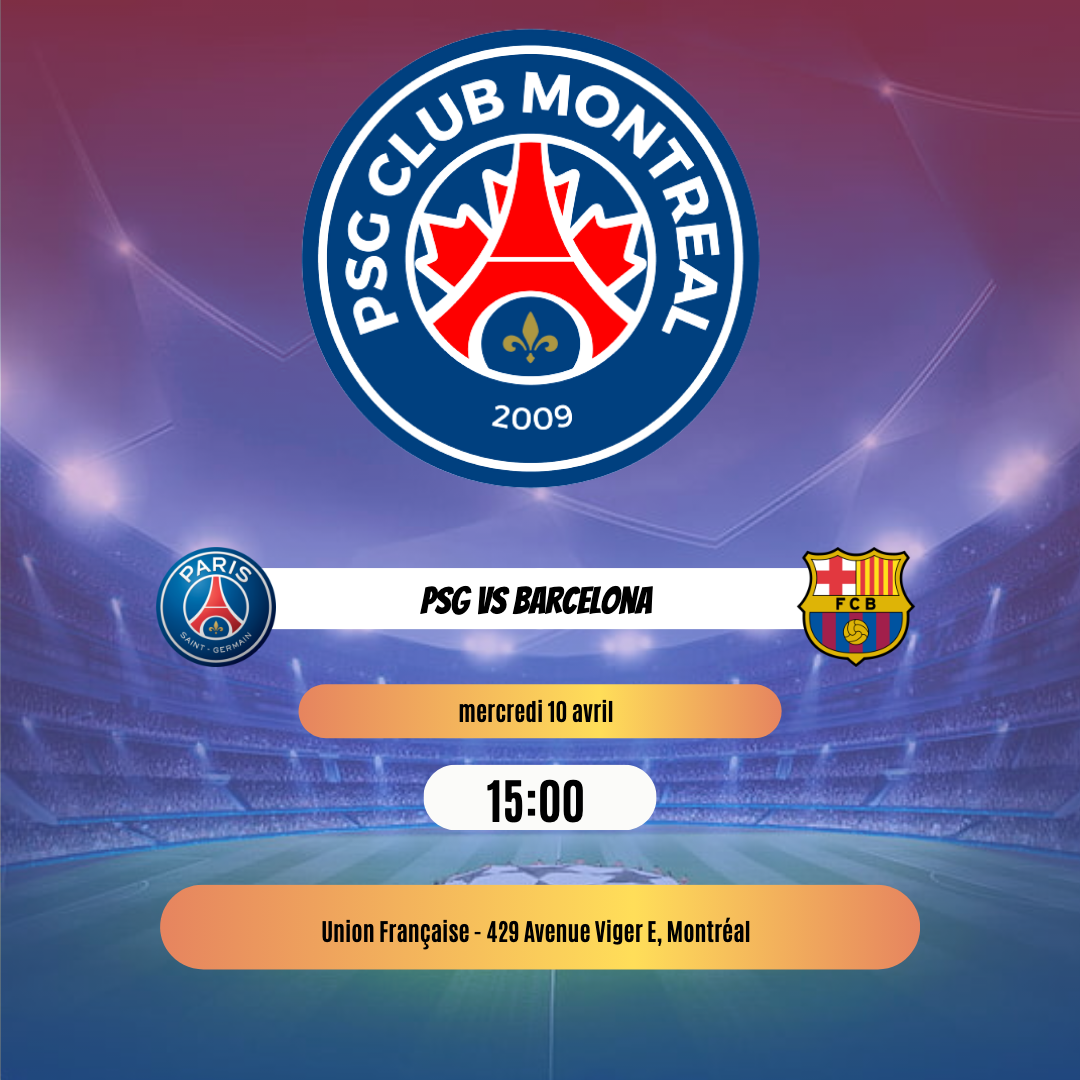 PSG CLUB MONTREAL
2009
PARIS
SAINT - GERMAIN
PSG VS BARCELONA
FCB
mercredi 10 avril
15:00
Union Française - 429 Avenue Viger E, Montréal